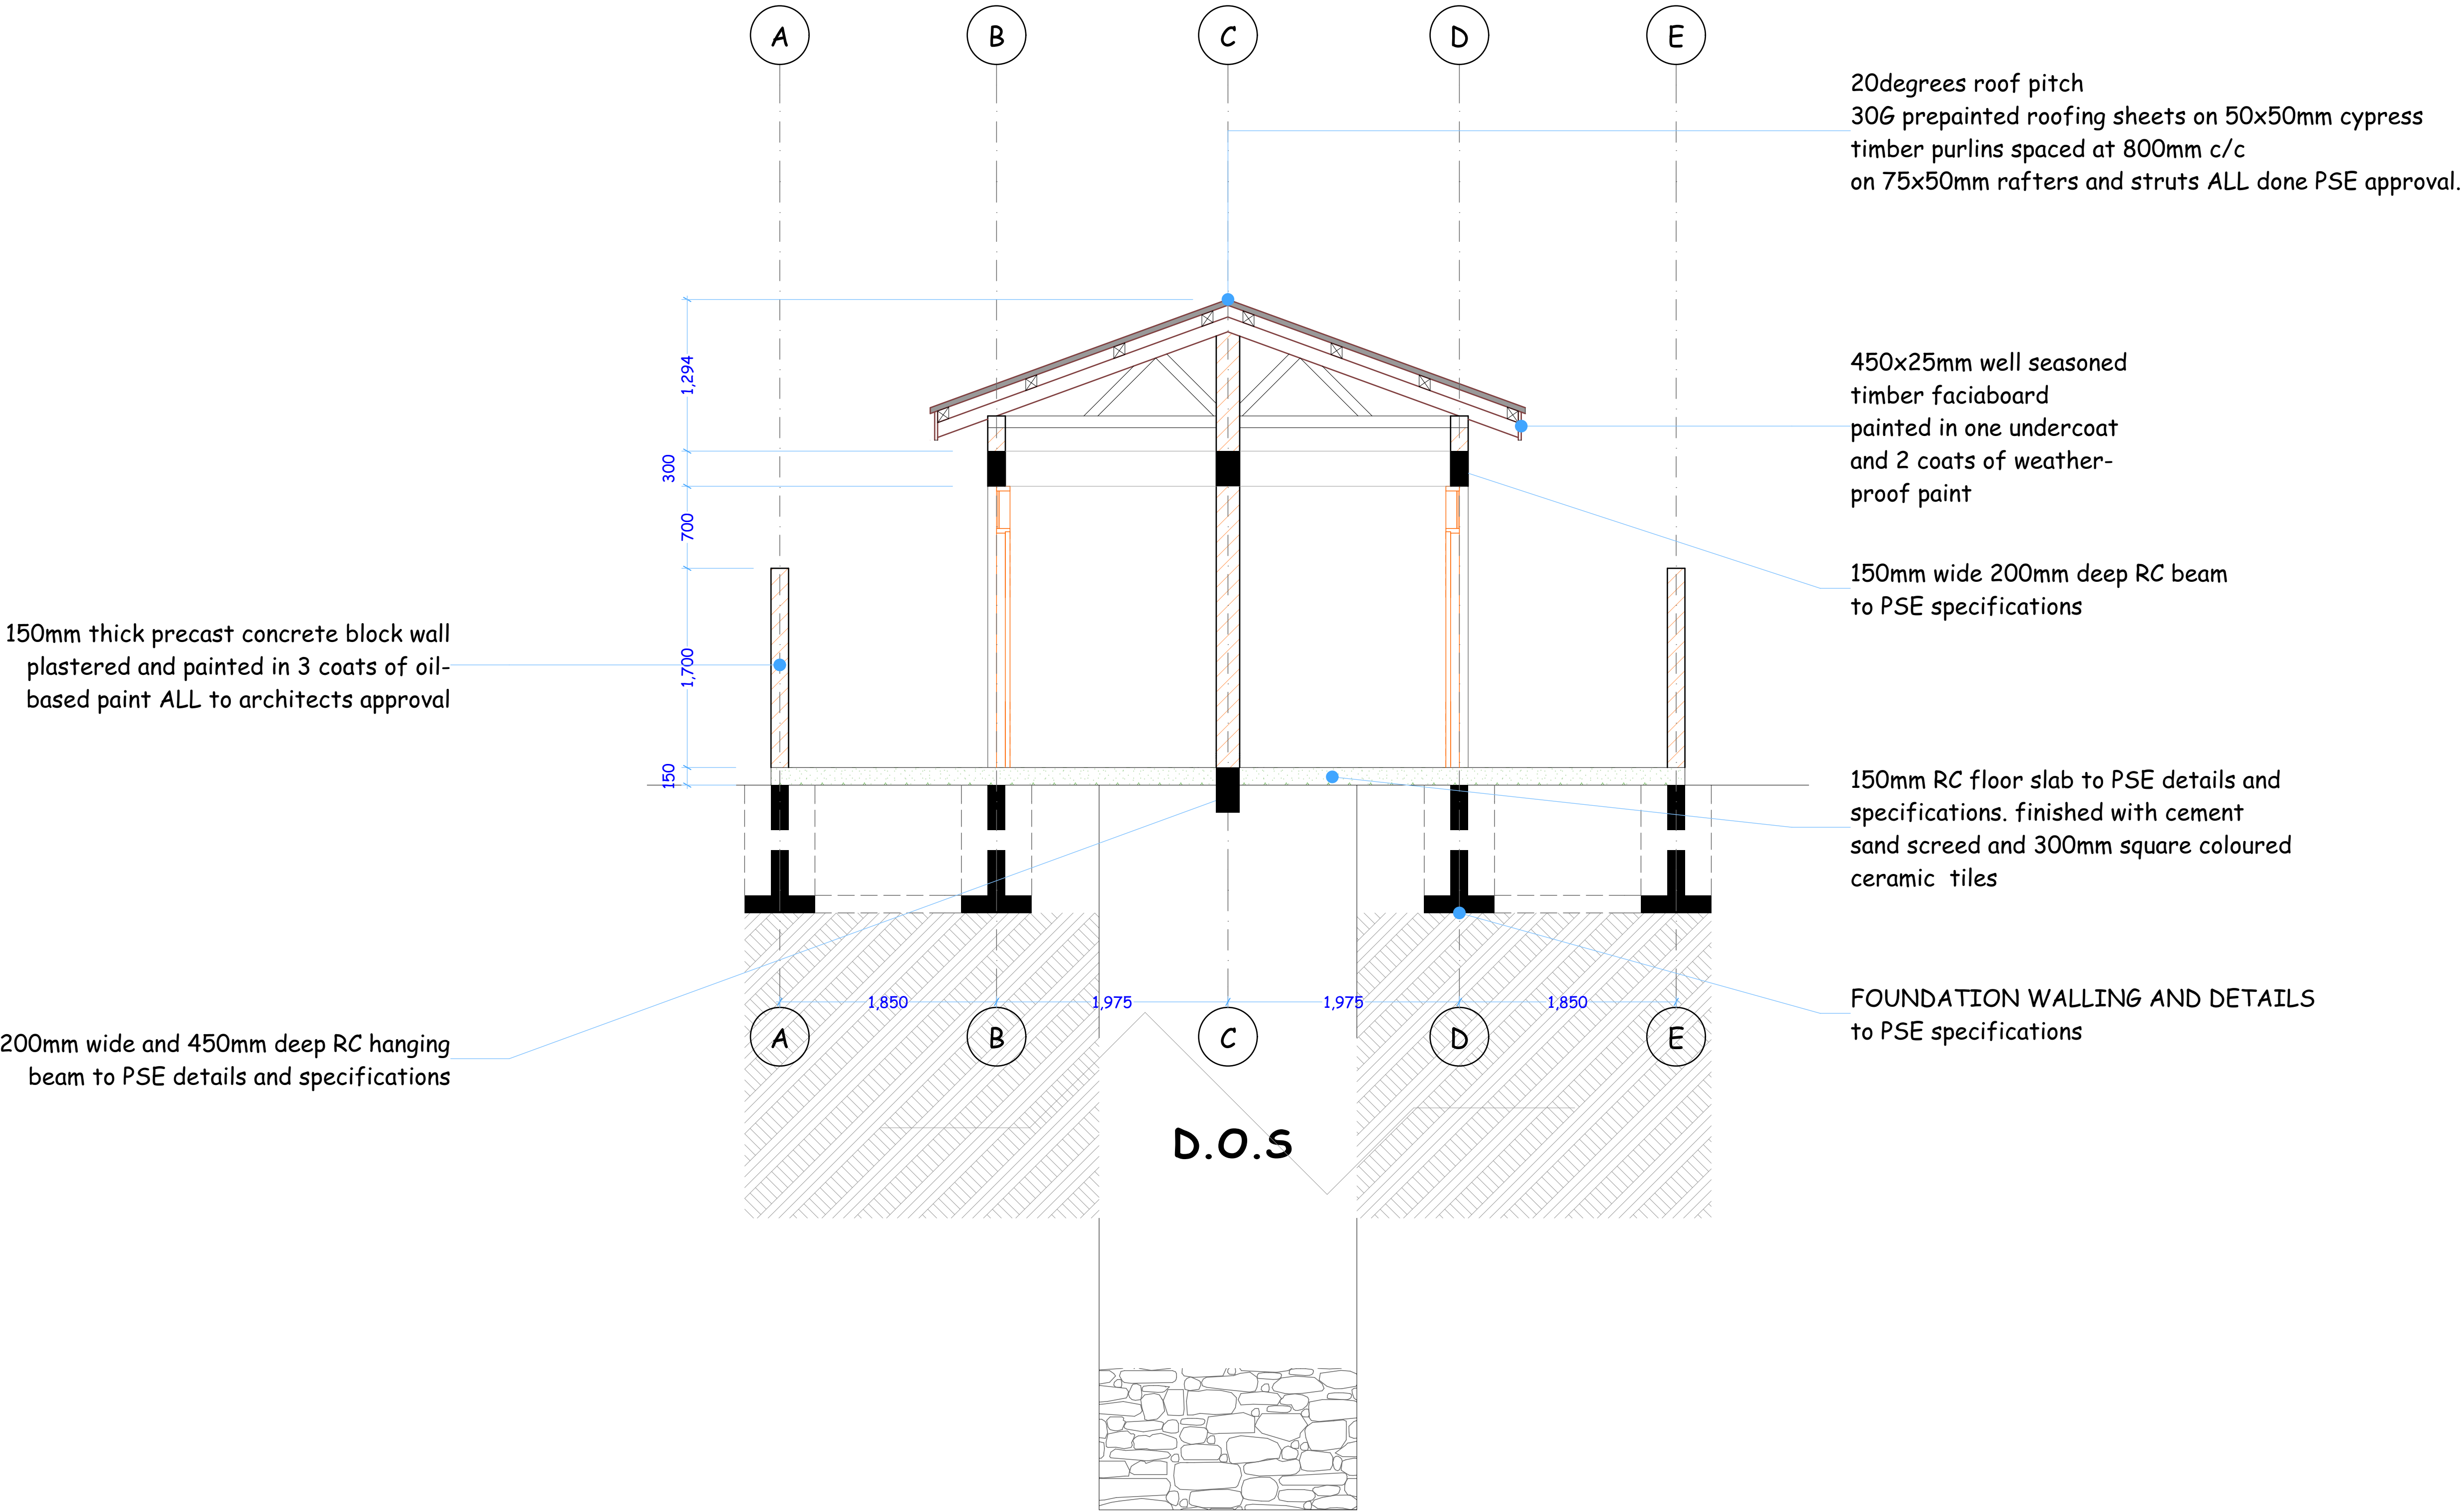 A B C D E
20degrees roof pitch
30G prepainted roofing sheets on 50x50mm cypress
timber purlins spaced at 800mm c/c
on 75x50mm rafters and struts ALL done PSE approval.
1,294
450x25mm well seasoned
timber faciaboard
painted in one undercoat
and 2 coats of weather-
proof paint
300
700
150mm wide 200mm deep RC beam
to PSE specifications
150mm thick precast concrete block wall
plastered and painted in 3 coats of oil-
based paint ALL to architects approval
1,700
150
150mm RC floor slab to PSE details and
specifications. finished with cement
sand screed and 300mm square coloured
ceramic tiles
1,850 1,975 1,975 1,850
FOUNDATION WALLING AND DETAILS
to PSE specifications
A B C D E
200mm wide and 450mm deep RC hanging
beam to PSE details and specifications
D.O.S